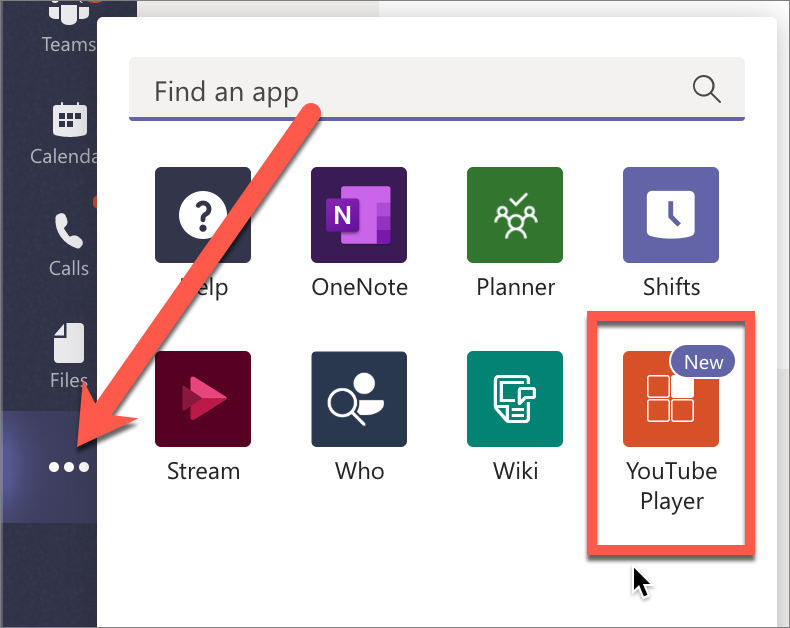 Teams
Find an app
Calenda
Calls
Files
Help
OneNote
Planner
Shifts
New
Stream
Who
Wiki
YouTube
Player